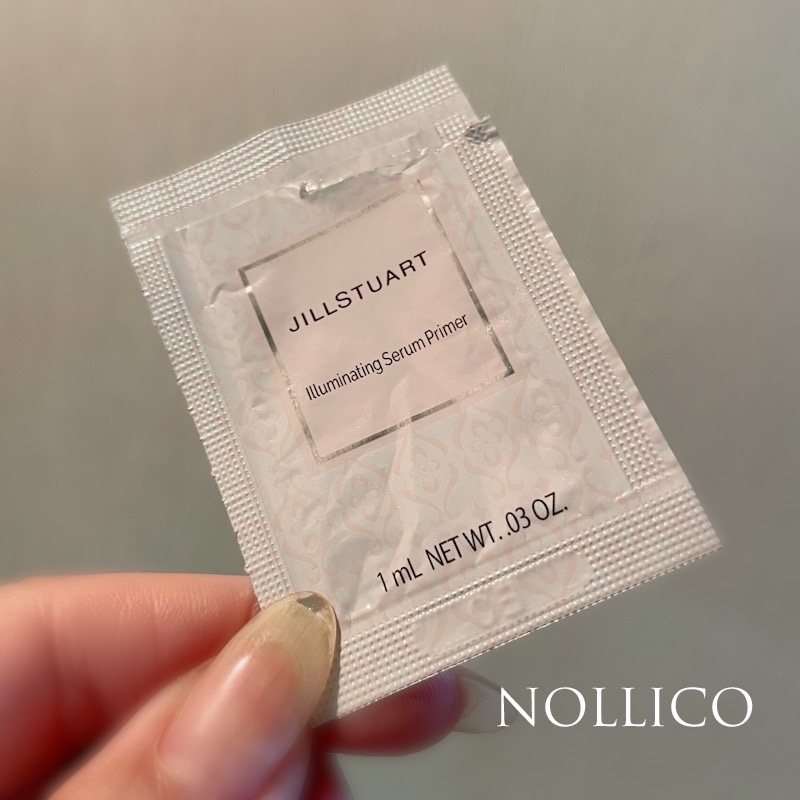 JILLSTUART
Illuminating Serum Primer
1 mL NET WT. .03 OZ.
NOLLICO